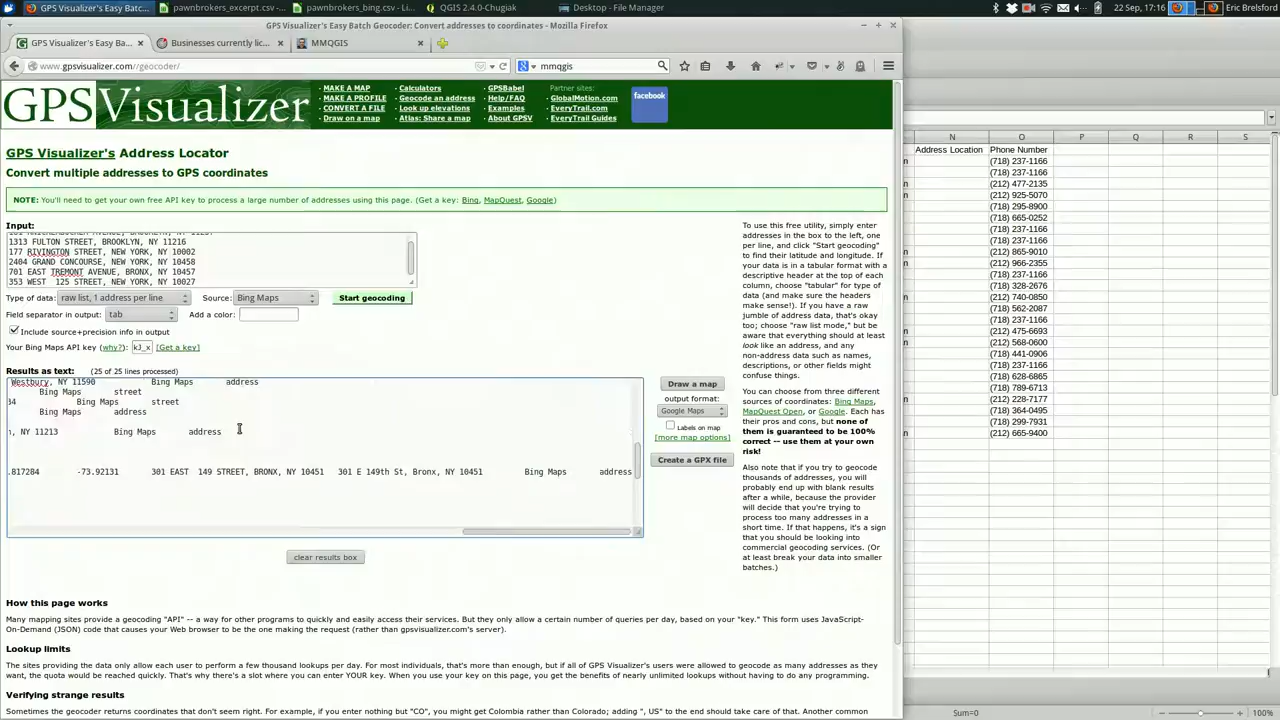 GPS Visualizer's Easy Ba...
pawnbrokers_excerpt.csv -...
pawnbrokers_bing.csv - Li...
QGIS 2.4.0-Chugiak
Desktop - File Manager
22 Sep, 17:16
Eric Brelsford
GPS Visualizer's Easy Batch Geocoder: Convert addresses to coordinates - Mozilla Firefox
GPS Visualizer's Easy Ba...
Businesses currently lic...
MMQGIS
www.gpsvisualizer.com//geocoder/
mmqgis
GPSVisualizer
· MAKE A MAP
· MAKE A PROFILE
· CONVERT A FILE
· Draw on a map
· Calculators
· Geocode an address
· Look up elevations
· Atlas: Share a map
· GPSBabel
· Help/FAQ
· Examples
· About GPSV
Partner sites:
· GlobalMotion.com
· EveryTrail.com
· EveryTrail Guides
facebook
GPS Visualizer's Address Locator
Convert multiple addresses to GPS coordinates
NOTE: You'll need to get your own free API key to process a large number of addresses using this page. (Get a key: Bing, MapQuest, Google)
Input:
1313 FULTON STREET, BROOKLYN, NY 11216
177 RIVINGTON STREET, NEW YORK, NY 10002
2404 GRAND CONCOURSE, NEW YORK, NY 10458
701 EAST TREMONT AVENUE, BRONX, NY 10457
353 WEST 125 STREET, NEW YORK, NY 10027
Type of data: raw list, 1 address per line Source: Bing Maps Start geocoding
Field separator in output: tab Add a color:
Include source+precision info in output
Your Bing Maps API key (why?): kJ_x [Get a key]
Results as text: (25 of 25 lines processed)
Westbury, NY 11590 Bing Maps address
Bing Maps street
34 Bing Maps street
Bing Maps address
n, NY 11213 Bing Maps address
.817284 -73.92131 301 EAST 149 STREET, BRONX, NY 10451 301 E 149th St, Bronx, NY 10451 Bing Maps address
Draw a map
output format:
Google Maps
Labels on map
[more map options]
Create a GPX file
clear results box
To use this free utility, simply enter
addresses in the box to the left, one
per line, and click "Start geocoding"
to find their latitude and longitude. If
your data is in tabular format with a
descriptive header at the top of each
column, choose "tabular" for type of
data (and make sure the headers
make sense!). If you have a raw
jumble of address data, that's okay
too; choose "raw list mode," but be
aware that everything should at least
look like an address, and any
non-address data such as names,
descriptions, or other fields might
confuse things.
You can choose from three different
sources of coordinates: Bing Maps,
MapQuest Open, or Google. Each has
their pros and cons, but none of
them is guaranteed to be 100%
correct -- use them at your own
risk!
Also note that if you try to geocode
thousands of addresses, you will
probably end up with blank results
after a while, because the provider
will decide that you're trying to
process too many addresses in a
short time. If that happens, it's a sign
that you should be looking into
commercial geocoding services. (Or
at least break your data into smaller
batches.)
How this page works
Many mapping sites provide a geocoding "API" -- a way for other programs to quickly and easily access their services. But they only allow a certain number of queries per day, based on your "key." This form uses JavaScript-
On-Demand (JSON) code that causes your Web browser to be the one making the request (rather than gpsvisualizer.com's server).
Lookup limits
The sites providing the data only allow each user to perform a few thousand lookups per day. For most individuals, that's more than enough, but if all of GPS Visualizer's users were allowed to geocode as many addresses as they
want, the quota would be reached quickly. That's why there's a slot where you can enter YOUR key. When you use your key on this page, you get the benefits of nearly unlimited lookups without having to do any programming.
Verifying strange results
Sometimes the geocoder returns coordinates that don't seem right. For example, if you enter nothing but "CO", you might get Colombia rather than Colorado; adding ", US" to the end should take care of that. Another common
N O P Q R S
Address Location Phone Number
(718) 237-1166
(718) 237-1166
(212) 477-2135
(212) 925-5070
(718) 295-8900
(718) 665-0252
(718) 237-1166
(718) 237-1166
(212) 865-9010
(212) 966-2355
(718) 237-1166
(718) 328-2676
(212) 740-0850
(718) 562-2087
(718) 237-1166
(212) 475-6693
(212) 568-0600
(718) 441-0906
(718) 237-1166
(718) 628-6865
(718) 789-6713
(212) 228-7177
(718) 364-0495
(718) 299-7931
(212) 665-9400
Sum=0
100%